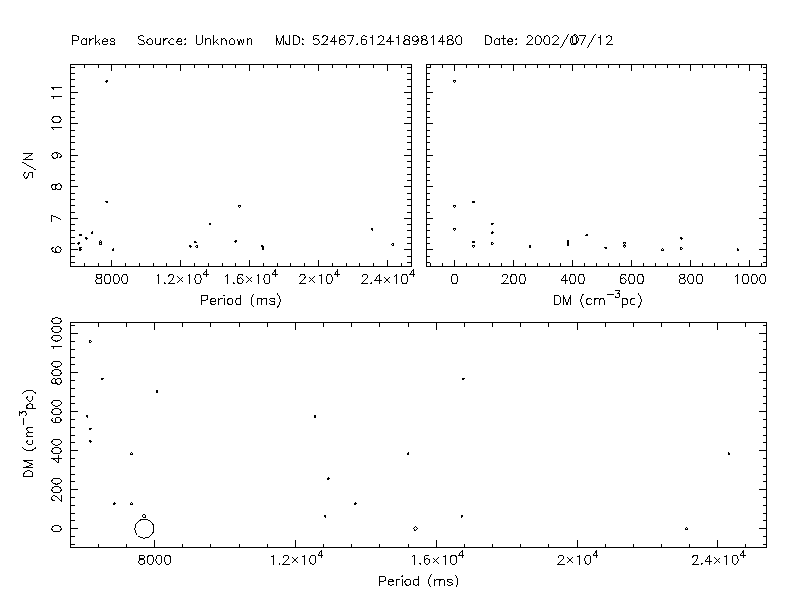 Parkes Source: Unknown MJD: 52467.612418981480 Date: 2002/07/12
S/N
11
10
9
8
7
6
8000 1.2×10⁴ 1.6×10⁴ 2×10⁴ 2.4×10⁴
Period (ms)
0 200 400 600 800 1000
DM (cm⁻³pc)
DM (cm⁻³pc)
1000
800
600
400
200
0
8000 1.2×10⁴ 1.6×10⁴ 2×10⁴ 2.4×10⁴
Period (ms)